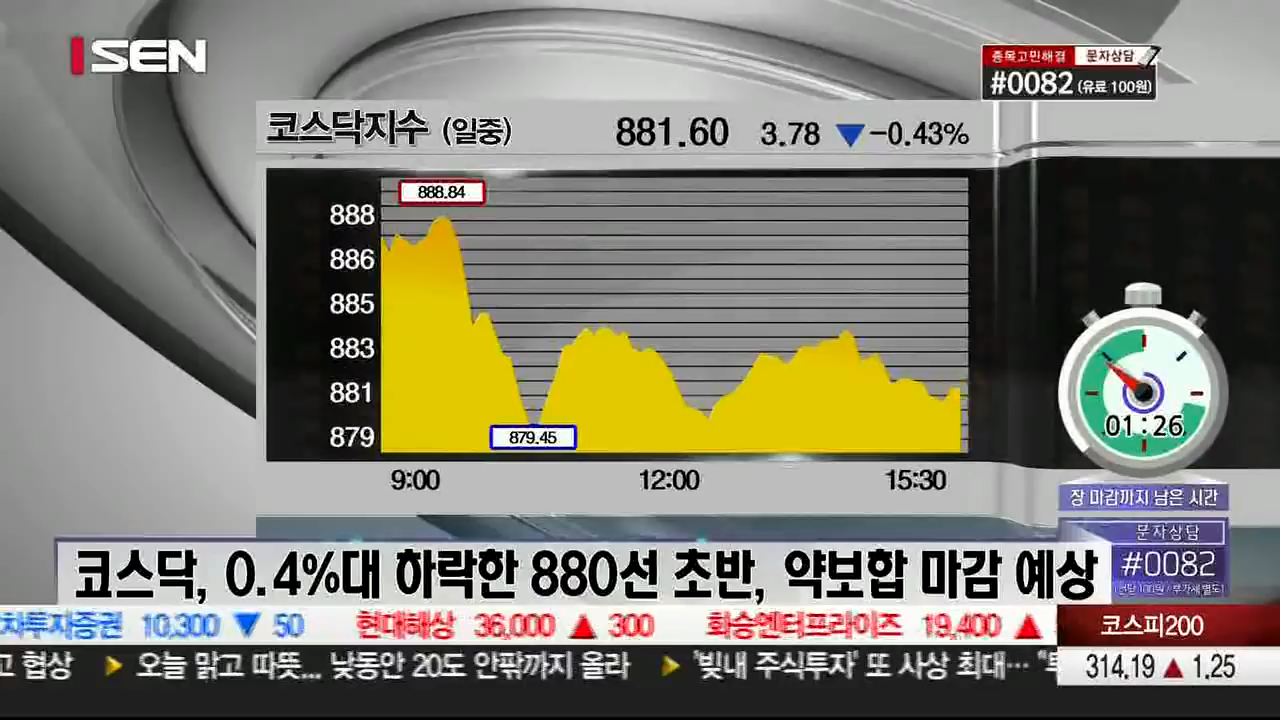 SEN
종목고민해결 문자상담
#0082 (유료 100원)
코스닥지수 (일중) 881.60 3.78 ▼-0.43%
888.84
888
886
885
883
881
879
879.45
9:00 12:00 15:30
01:26
장 마감까지 남은 시간
문자상담
#0082
코스닥, 0.4%대 하락한 880선 초반, 약보합 마감 예상
차투자증권 10,300 ▼ 50 현대해상 36,000 ▲ 300 화승엔터프라이즈 19,400 ▲
코스피200
고 협상 ▶ 오늘 맑고 따뜻... 낮동안 20도 안팎까지 올라 ▶ '빚내 주식투자' 또 사상 최대… "
314.19 ▲ 1.25